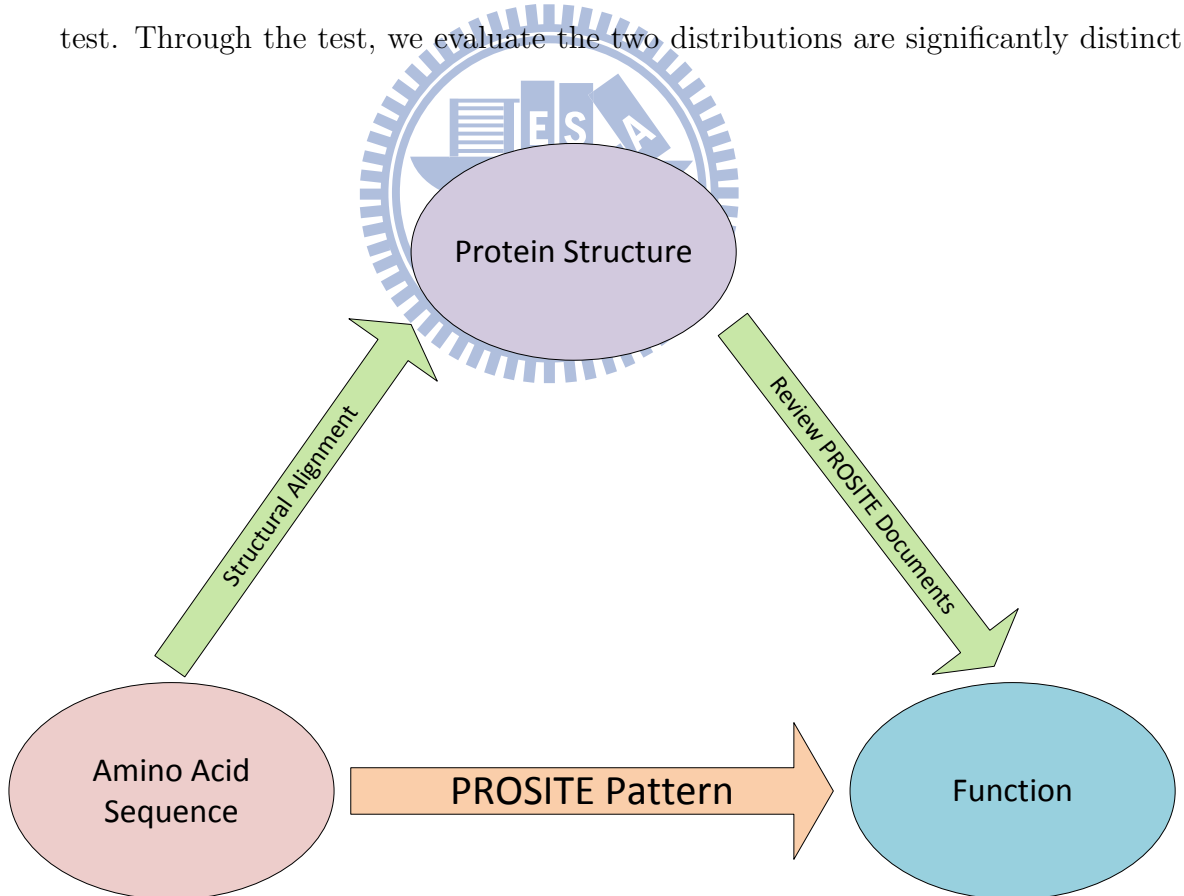 test. Through the test, we evaluate the two distributions are significantly distinct
E S A
Protein Structure
Structural Alignment
Review PROSITE Documents
Amino Acid
Sequence
PROSITE Pattern
Function